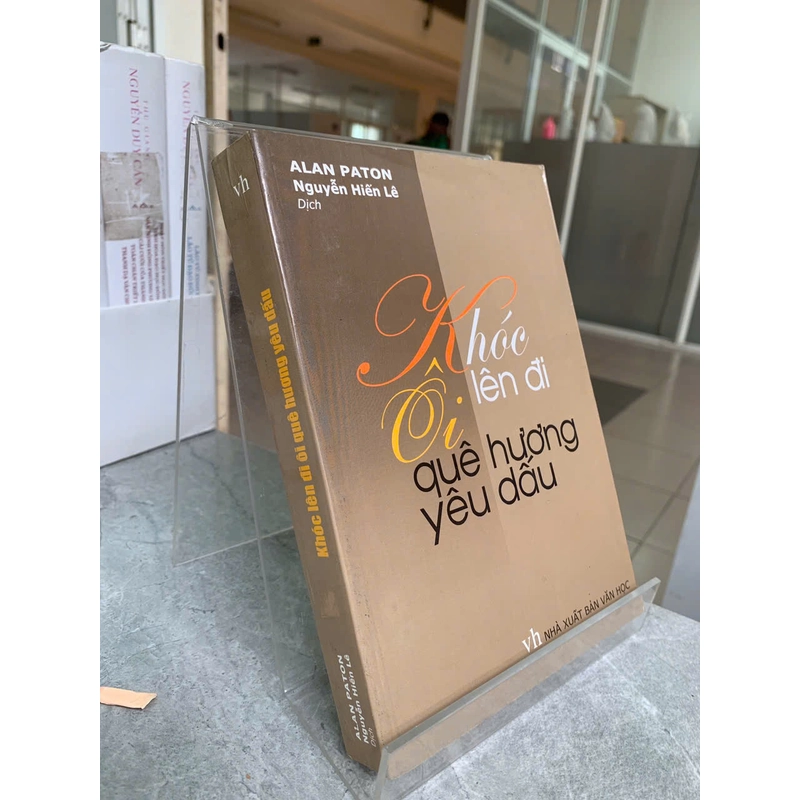 ALAN PATON
Nguyễn Hiến Lê
Dịch
Khóc
lên đi
Ôi
quê hương
yêu dấu
vh NHÀ XUẤT BẢN VĂN HỌC
vh
Khóc lên đi ôi quê hương yêu dấu
ALAN PATON
Nguyễn Hiến Lê
Dịch
NGUYỄN DUY CẦN